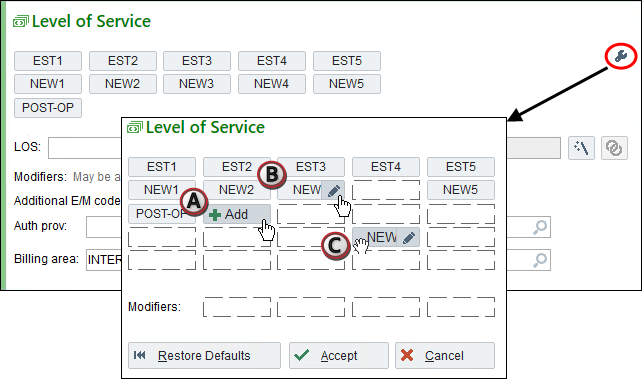 Level of Service
EST1 EST2 EST3 EST4 EST5
NEW1 NEW2 NEW3 NEW4 NEW5
POST-OP
LOS:
Modifiers: May be a
Additional E/M code
Auth prov:
Billing area: INTER
Level of Service
EST1 EST2 EST3 EST4 EST5
B
NEW1 NEW2 NEW NEW5
A
POST-OP Add
C
NEW
Modifiers:
Restore Defaults Accept Cancel